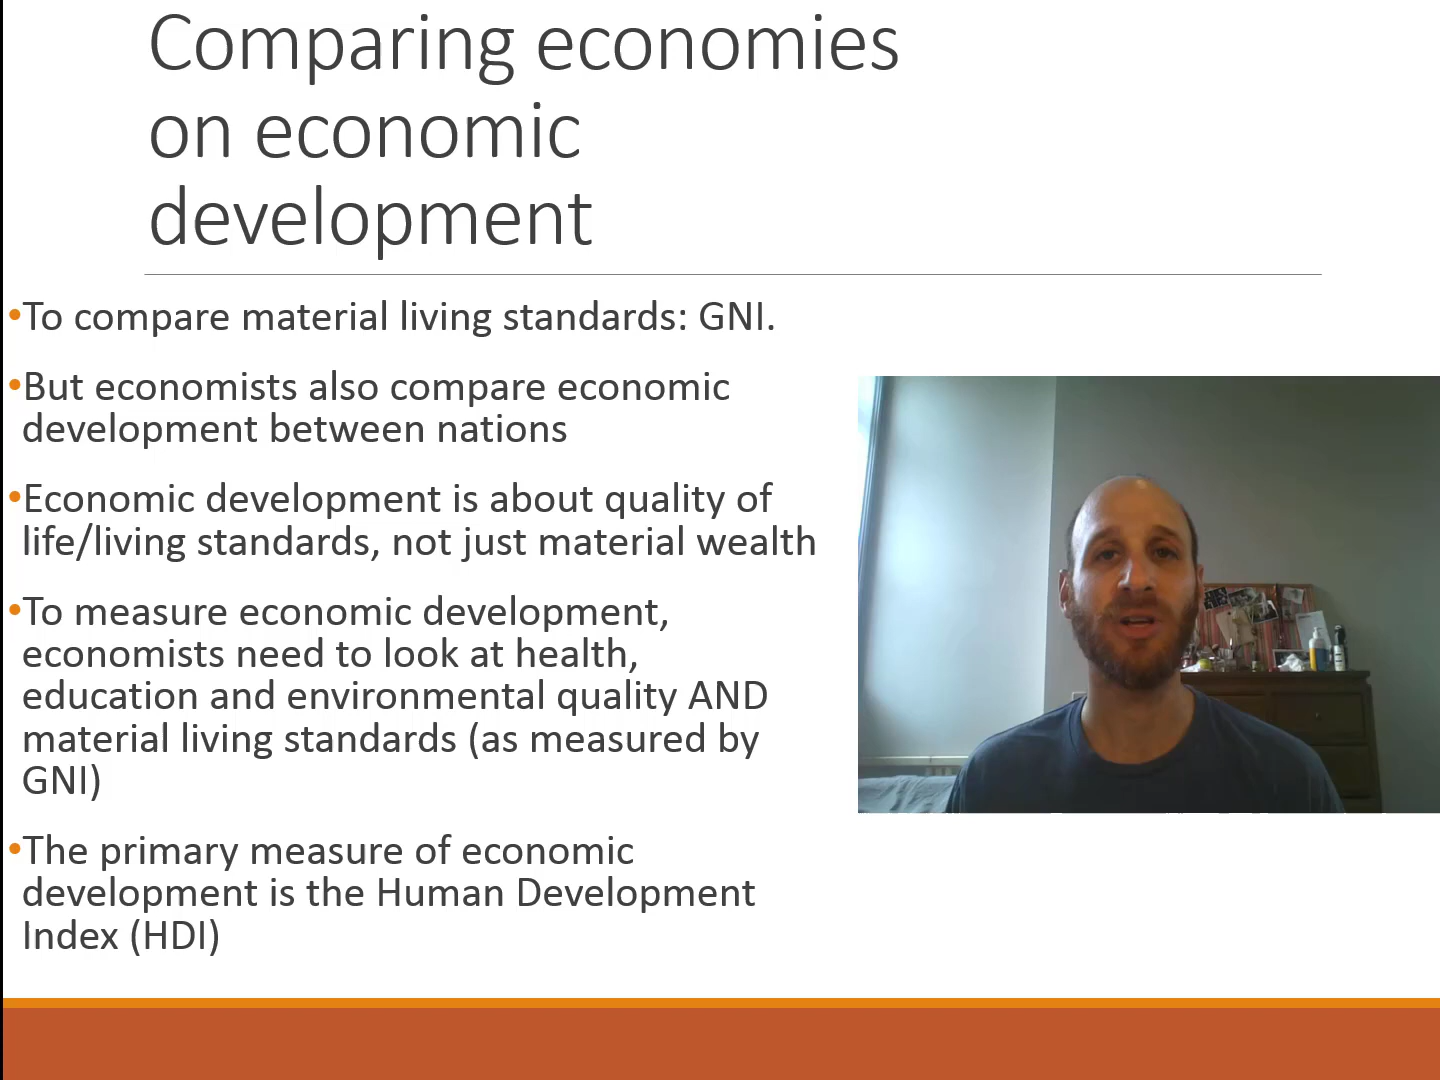 Comparing economies
on economic
development
•To compare material living standards: GNI.
•But economists also compare economic
development between nations
•Economic development is about quality of
life/living standards, not just material wealth
•To measure economic development,
economists need to look at health,
education and environmental quality AND
material living standards (as measured by
GNI)
•The primary measure of economic
development is the Human Development
Index (HDI)